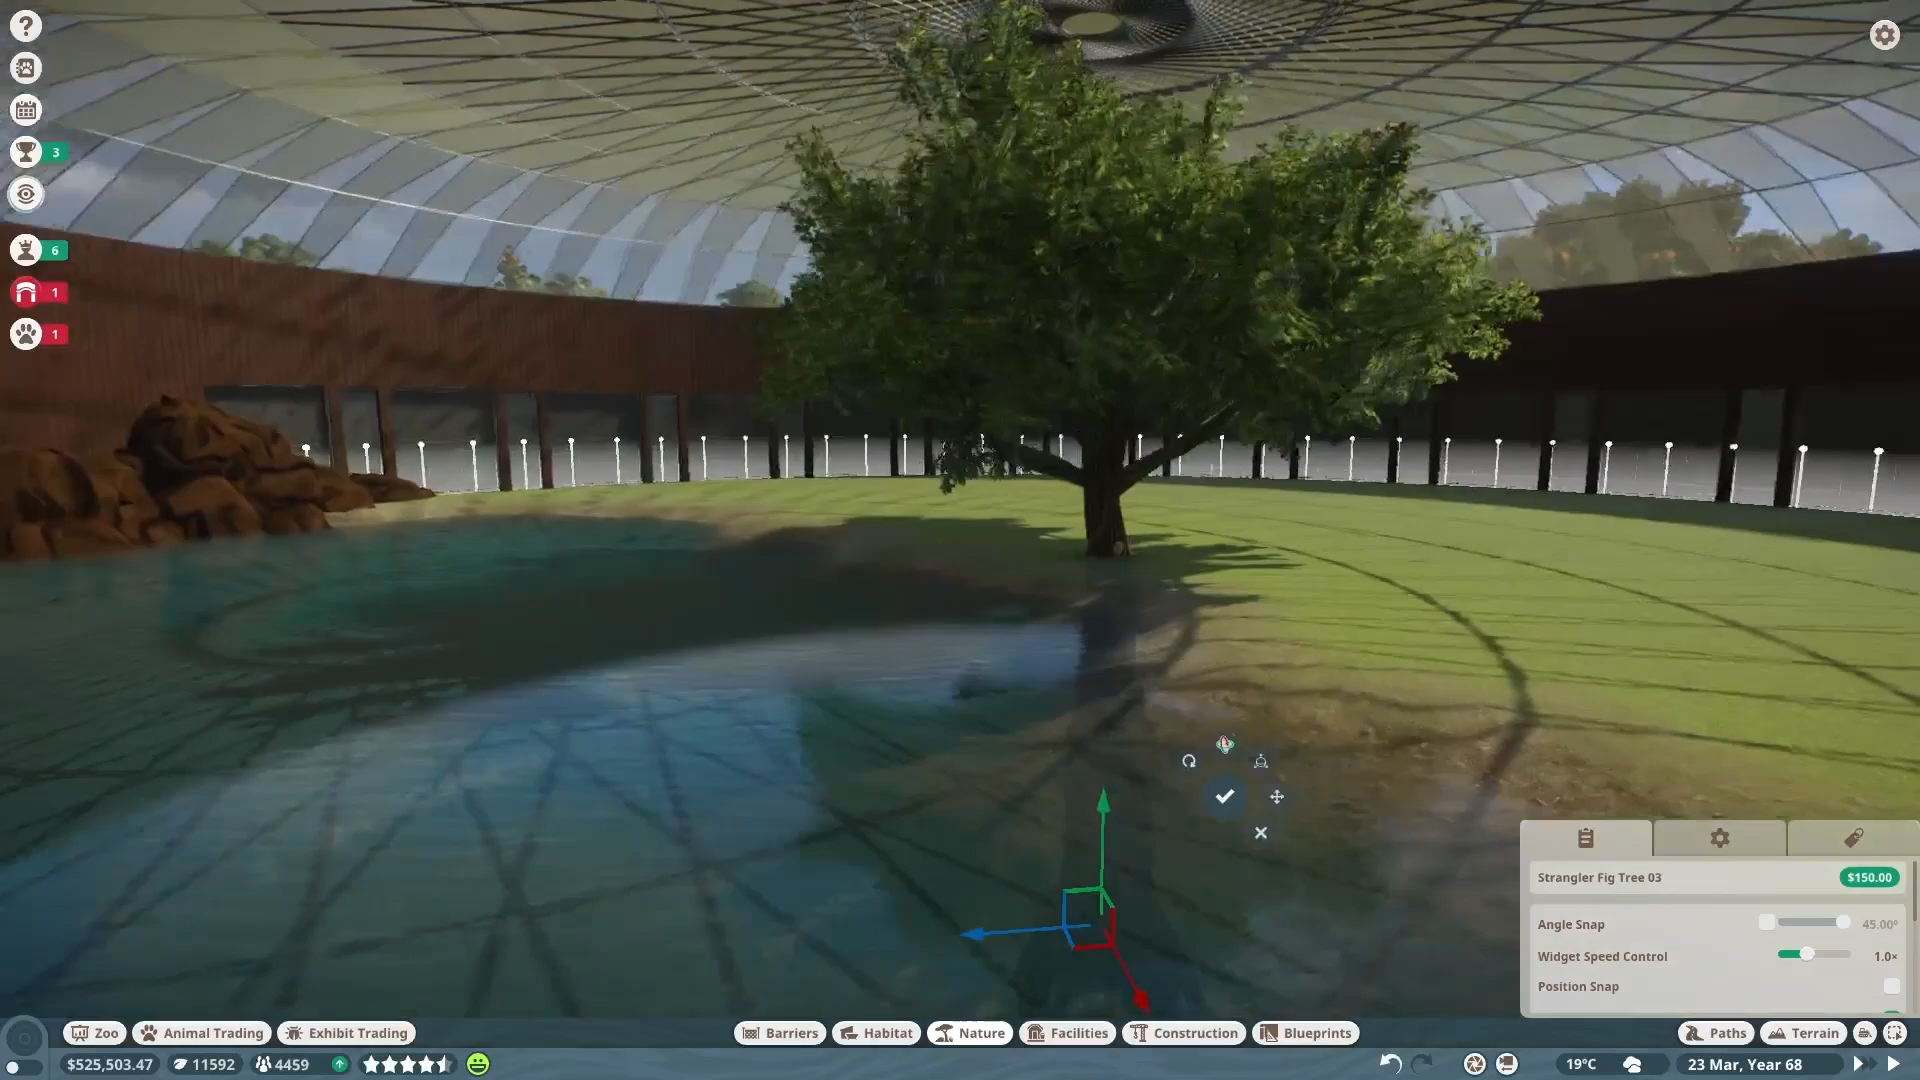 ?
3
6
1
1
Strangler Fig Tree 03 $150.00
Angle Snap 45.00°
Widget Speed Control 1.0×
Position Snap
Zoo Animal Trading Exhibit Trading Barriers Habitat Nature Facilities Construction Blueprints Paths Terrain
$525,503.47 11592 4459 19°C 23 Mar, Year 68